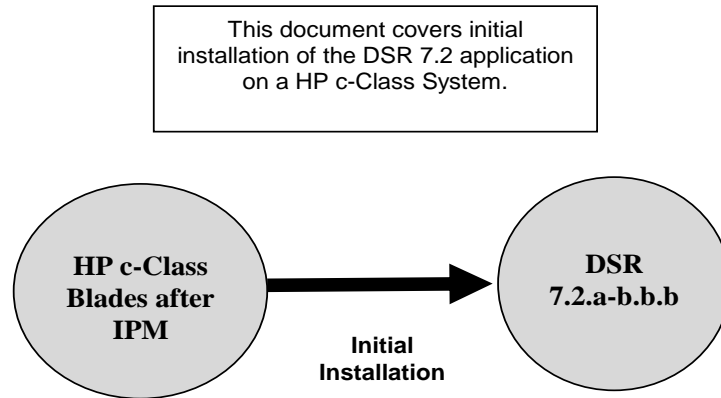 This document covers initial
installation of the DSR 7.2 application
on a HP c-Class System.
HP c-Class
Blades after
IPM
Initial
Installation
DSR
7.2.a-b.b.b